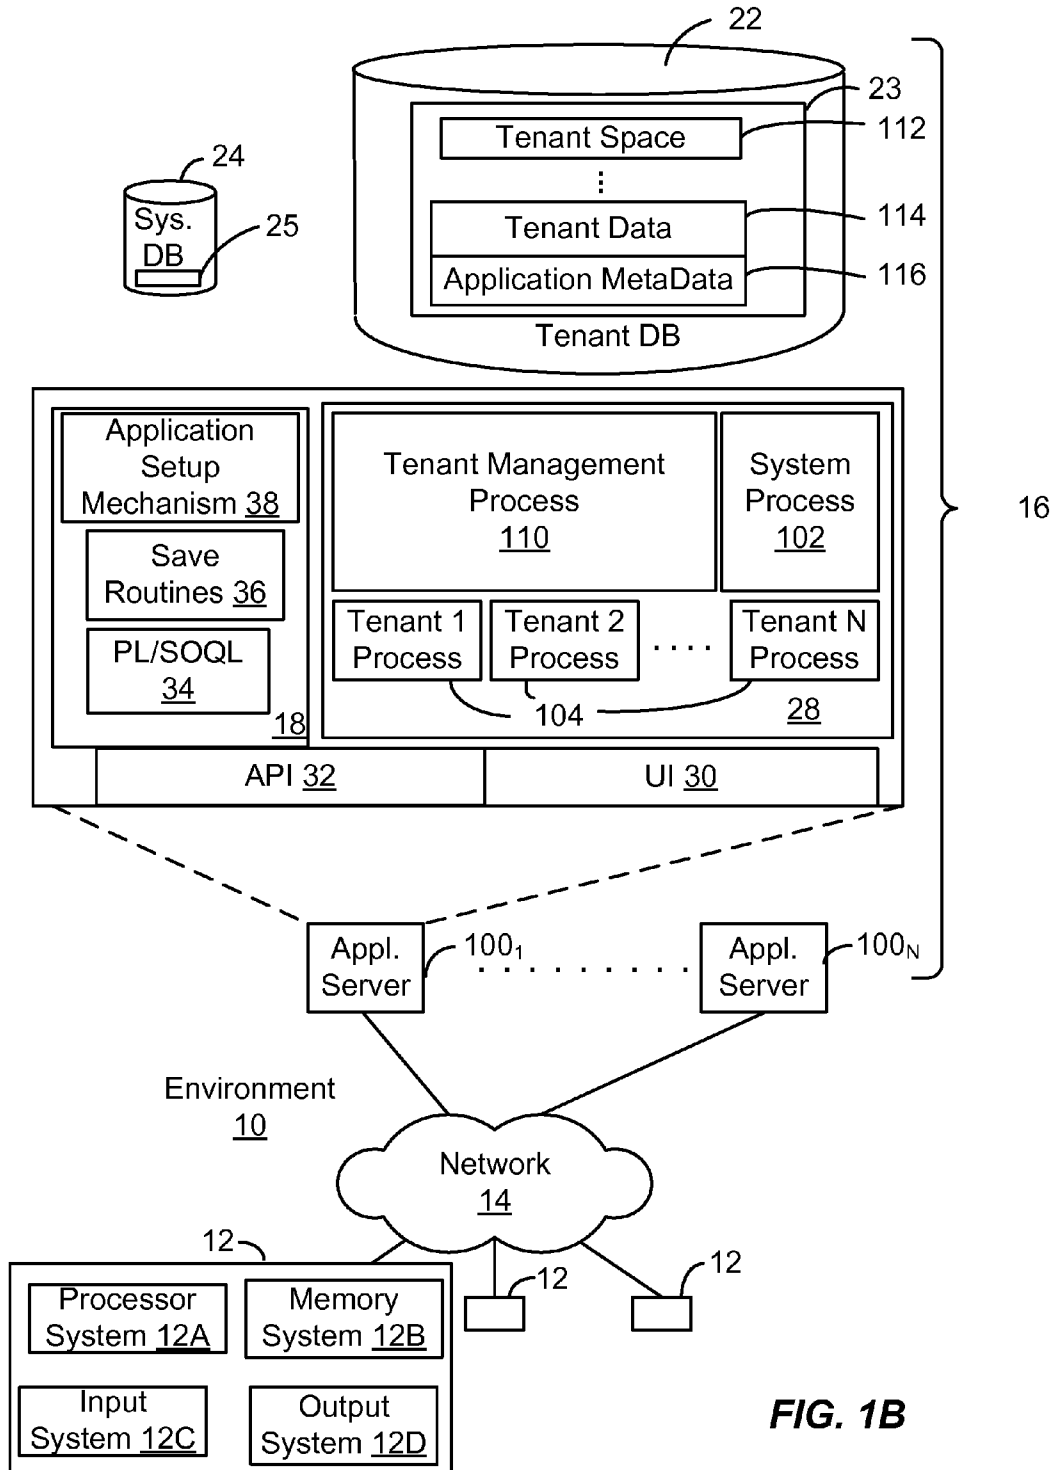 22
23
Tenant Space
112
24
Sys.
DB
25
Tenant Data
114
Application MetaData
116
Tenant DB
Application
Setup
Mechanism 38
Tenant Management
Process
110
System
Process
102
16
Save
Routines 36
Tenant 1
Process
Tenant 2
Process
. . . .
Tenant N
Process
PL/SOQL
34
104
28
18
API 32
UI 30
Appl.
Server
100₁
. . . . . . . . . .
Appl.
Server
100N
Environment
10
Network
14
12
12
12
Processor
System 12A
Memory
System 12B
Input
System 12C
Output
System 12D
FIG. 1B